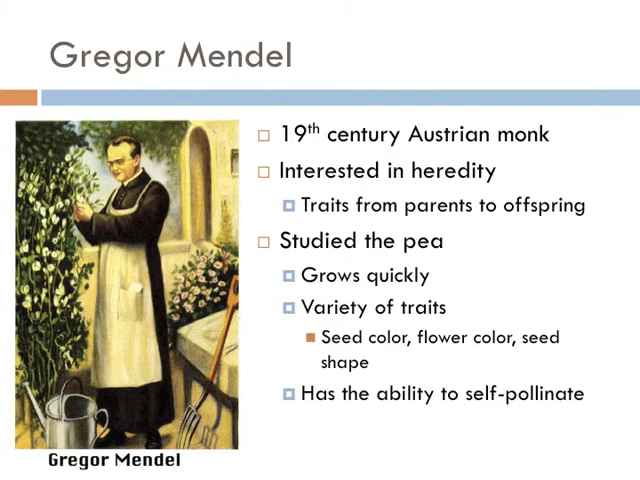 Gregor Mendel
19th century Austrian monk
Interested in heredity
Traits from parents to offspring
Studied the pea
Grows quickly
Variety of traits
Seed color, flower color, seed
shape
Has the ability to self-pollinate
Gregor Mendel